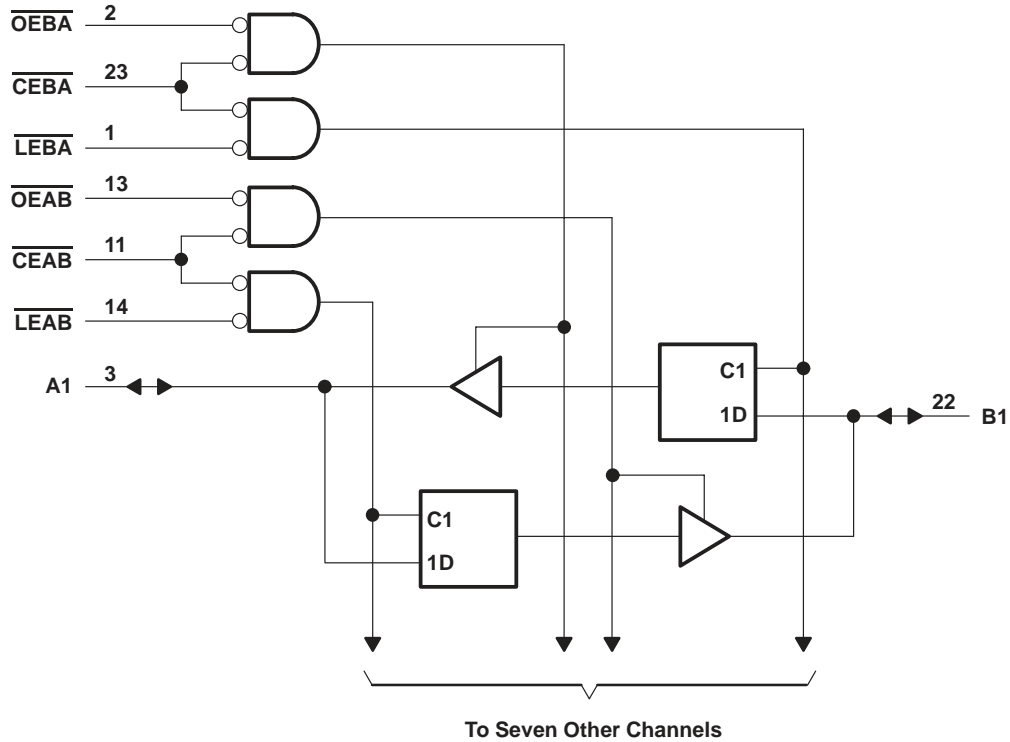 OEBA 2
CEBA 23
LEBA 1
OEAB 13
CEAB 11
LEAB 14
A1 3
C1
1D
22 B1
C1
1D
To Seven Other Channels